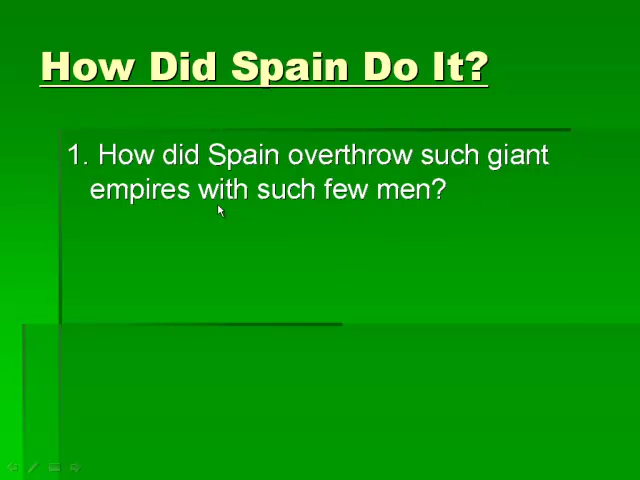 How Did Spain Do It?
1. How did Spain overthrow such giant
empires with such few men?